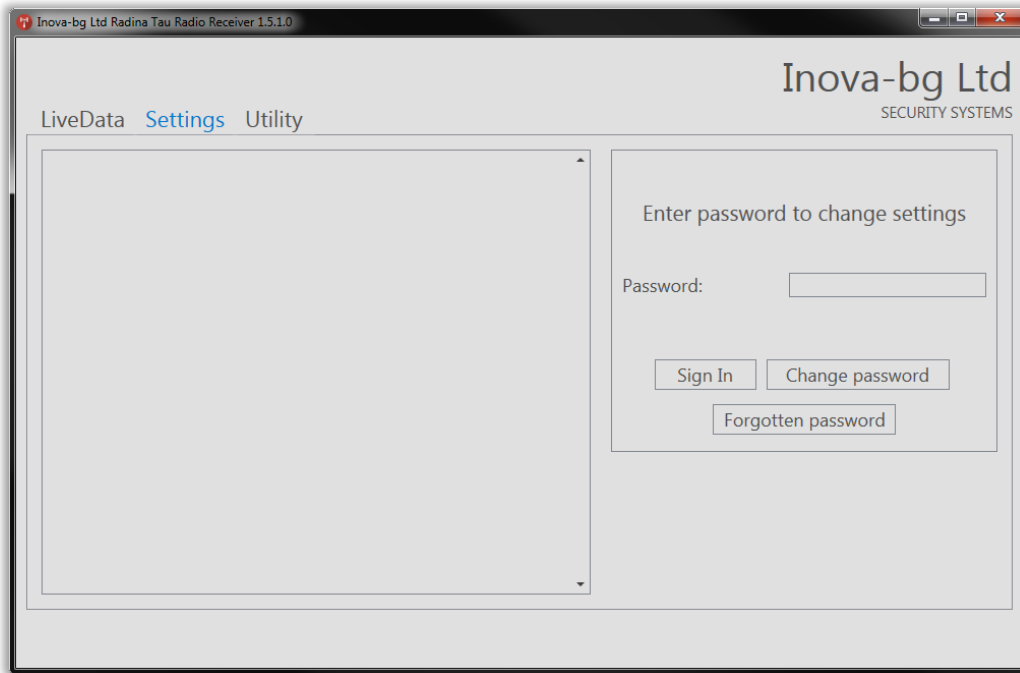 Inova-bg Ltd Radina Tau Radio Receiver 1.5.1.0
Inova-bg Ltd
SECURITY SYSTEMS
LiveData Settings Utility
Enter password to change settings
Password:
Sign In Change password
Forgotten password